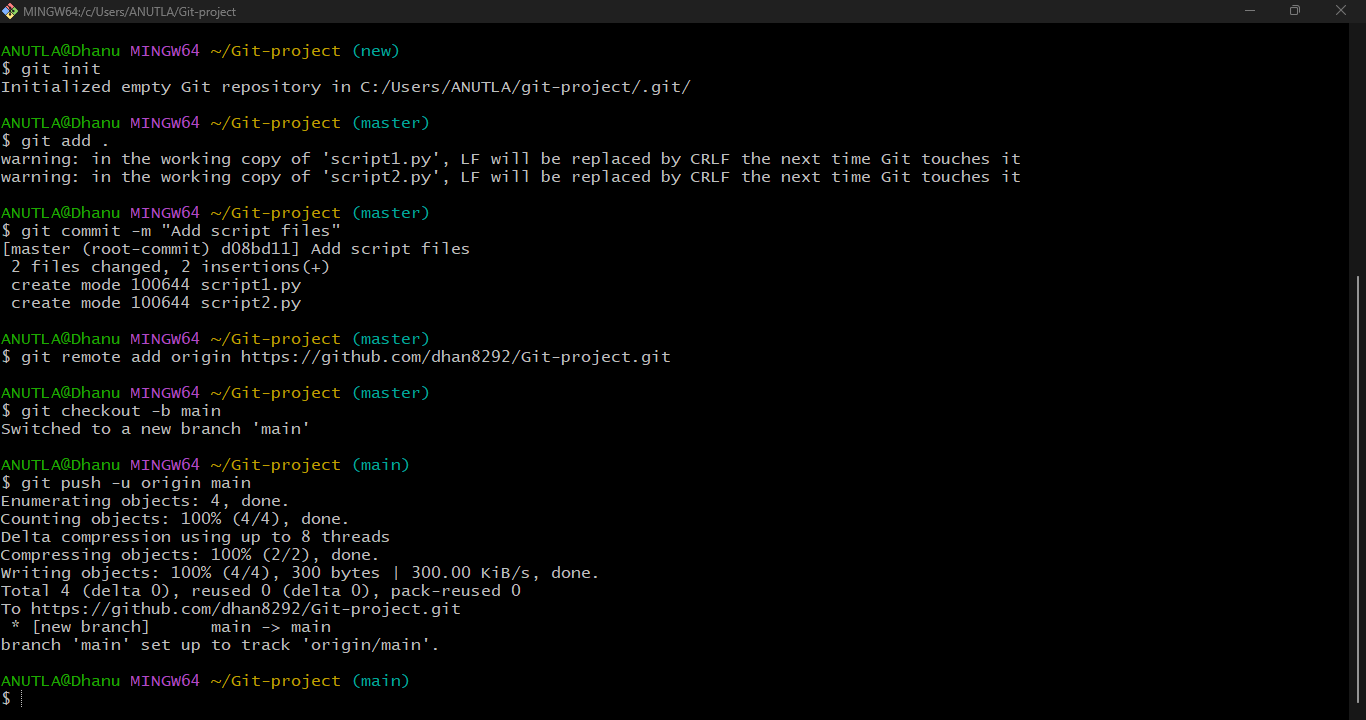 MINGW64:/c/Users/ANUTLA/Git-project
ANUTLA@Dhanu MINGW64 ~/Git-project (new)
$ git init
Initialized empty Git repository in C:/Users/ANUTLA/git-project/.git/
ANUTLA@Dhanu MINGW64 ~/Git-project (master)
$ git add .
warning: in the working copy of 'script1.py', LF will be replaced by CRLF the next time Git touches it
warning: in the working copy of 'script2.py', LF will be replaced by CRLF the next time Git touches it
ANUTLA@Dhanu MINGW64 ~/Git-project (master)
$ git commit -m "Add script files"
[master (root-commit) d08bd11] Add script files
 2 files changed, 2 insertions(+)
 create mode 100644 script1.py
 create mode 100644 script2.py
ANUTLA@Dhanu MINGW64 ~/Git-project (master)
$ git remote add origin https://github.com/dhan8292/Git-project.git
ANUTLA@Dhanu MINGW64 ~/Git-project (master)
$ git checkout -b main
Switched to a new branch 'main'
ANUTLA@Dhanu MINGW64 ~/Git-project (main)
$ git push -u origin main
Enumerating objects: 4, done.
Counting objects: 100% (4/4), done.
Delta compression using up to 8 threads
Compressing objects: 100% (2/2), done.
Writing objects: 100% (4/4), 300 bytes | 300.00 KiB/s, done.
Total 4 (delta 0), reused 0 (delta 0), pack-reused 0
To https://github.com/dhan8292/Git-project.git
 * [new branch]      main -> main
branch 'main' set up to track 'origin/main'.
ANUTLA@Dhanu MINGW64 ~/Git-project (main)
$